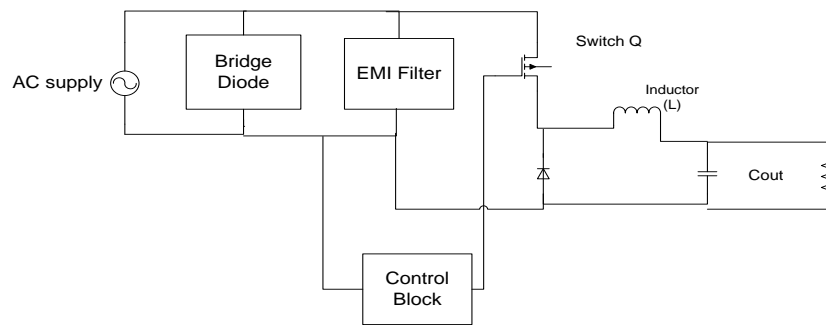 Switch Q
AC supply
Bridge
Diode
EMI Filter
Inductor
(L)
Cout
Control
Block